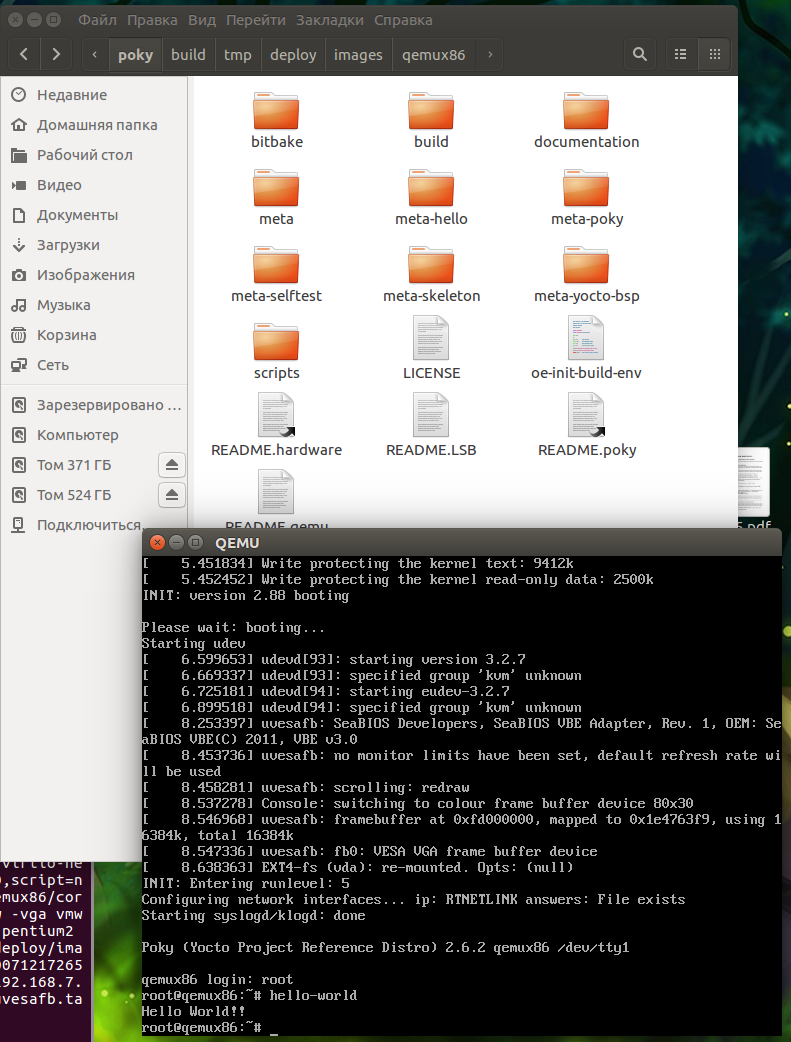 Файл Правка Вид Перейти Закладки Справка
poky build tmp deploy images qemux86
Недавние
Домашняя папка
Рабочий стол
Видео
Документы
Загрузки
Изображения
Музыка
Корзина
Сеть
Зарезервировано ...
Компьютер
Том 371 ГБ
Том 524 ГБ
Подключиться
bitbake build documentation
meta meta-hello meta-poky
meta-selftest meta-skeleton meta-yocto-bsp
scripts LICENSE oe-init-build-env
README.hardware README.LSB README.poky
README.qemu
5.pdf
QEMU
[    5.451834] Write protecting the kernel text: 9412k
[    5.452452] Write protecting the kernel read-only data: 2500k
INIT: version 2.88 booting
Please wait: booting...
Starting udev
[    6.599653] udevd[93]: starting version 3.2.7
[    6.669337] udevd[93]: specified group 'kvm' unknown
[    6.725181] udevd[94]: starting eudev-3.2.7
[    6.899518] udevd[94]: specified group 'kvm' unknown
[    8.253397] uvesafb: SeaBIOS Developers, SeaBIOS VBE Adapter, Rev. 1, OEM: Se
aBIOS VBE(C) 2011, VBE v3.0
[    8.453736] uvesafb: no monitor limits have been set, default refresh rate wi
ll be used
[    8.458281] uvesafb: scrolling: redraw
[    8.537278] Console: switching to colour frame buffer device 80x30
[    8.546968] uvesafb: framebuffer at 0xfd000000, mapped to 0x1e4763f9, using 1
6384k, total 16384k
[    8.547336] uvesafb: fb0: VESA VGA frame buffer device
[    8.638363] EXT4-fs (vda): re-mounted. Opts: (null)
INIT: Entering runlevel: 5
Configuring network interfaces... ip: RTNETLINK answers: File exists
Starting syslogd/klogd: done
Poky (Yocto Project Reference Distro) 2.6.2 qemux86 /dev/tty1
qemux86 login: root
root@qemux86:~# hello-world
Hello World!!
root@qemux86:~# _
virtio-ne
,script=n
emux86/cor
w -vga vmw
pentium2
deploy/ima
0071217265
192.168.7.
uvesafb.ta